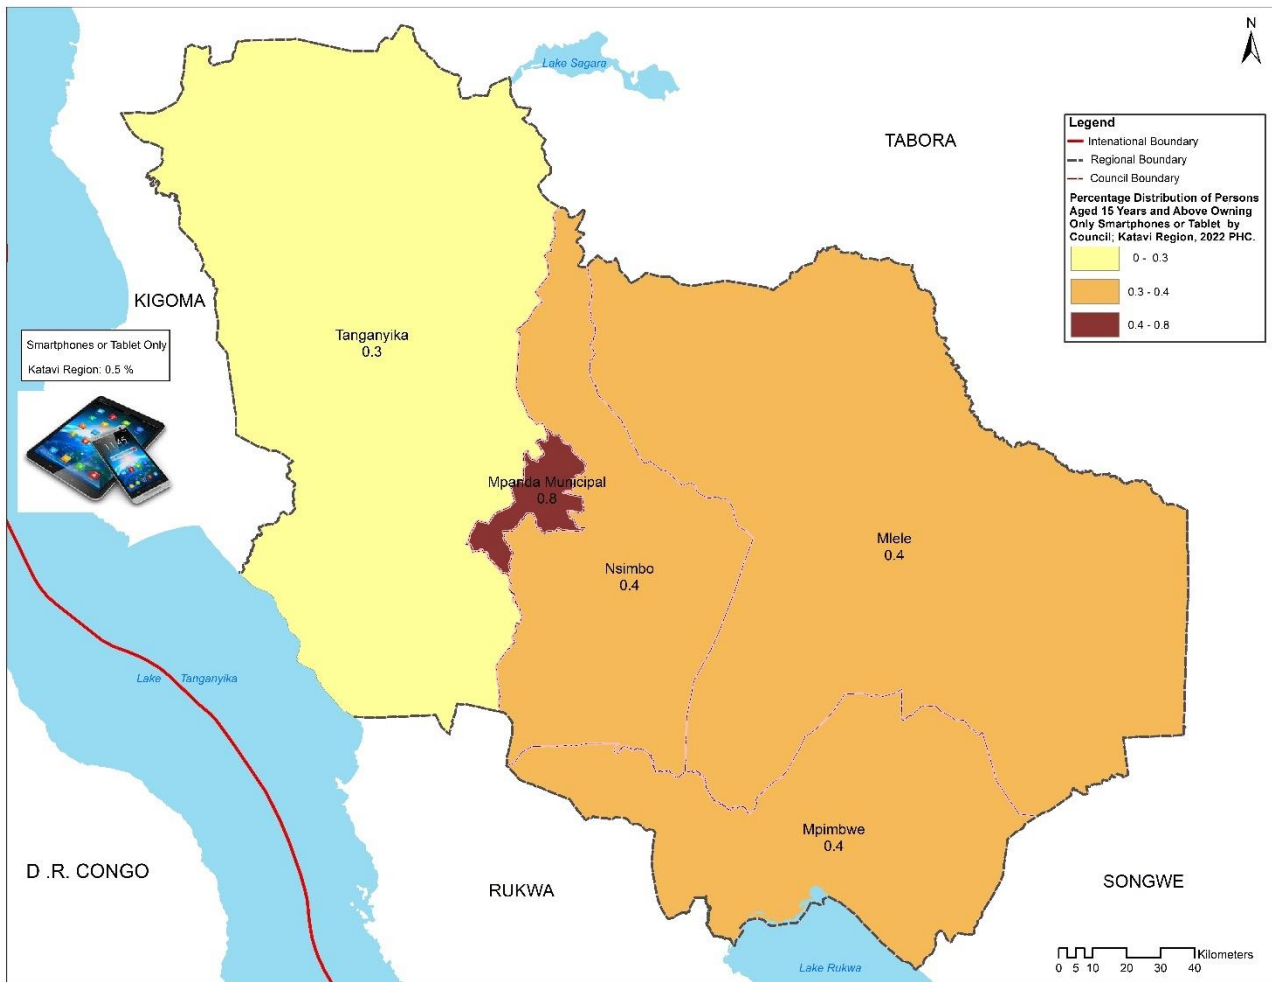 N
Lake Sagara
TABORA
Legend
Intenational Boundary
Regional Boundary
Council Boundary
Percentage Distribution of Persons
Aged 15 Years and Above Owning
Only Smartphones or Tablet by
Council; Katavi Region, 2022 PHC.
0 - 0.3
0.3 - 0.4
0.4 - 0.8
KIGOMA
Smartphones or Tablet Only
Katavi Region: 0.5 %
11:45
Tanganyika
0.3
Mpanda Municipal
0.8
Nsimbo
0.4
Mlele
0.4
Lake Tanganyika
Mpimbwe
0.4
D .R. CONGO
RUKWA
SONGWE
Lake Rukwa
Kilometers
0 5 10 20 30 40